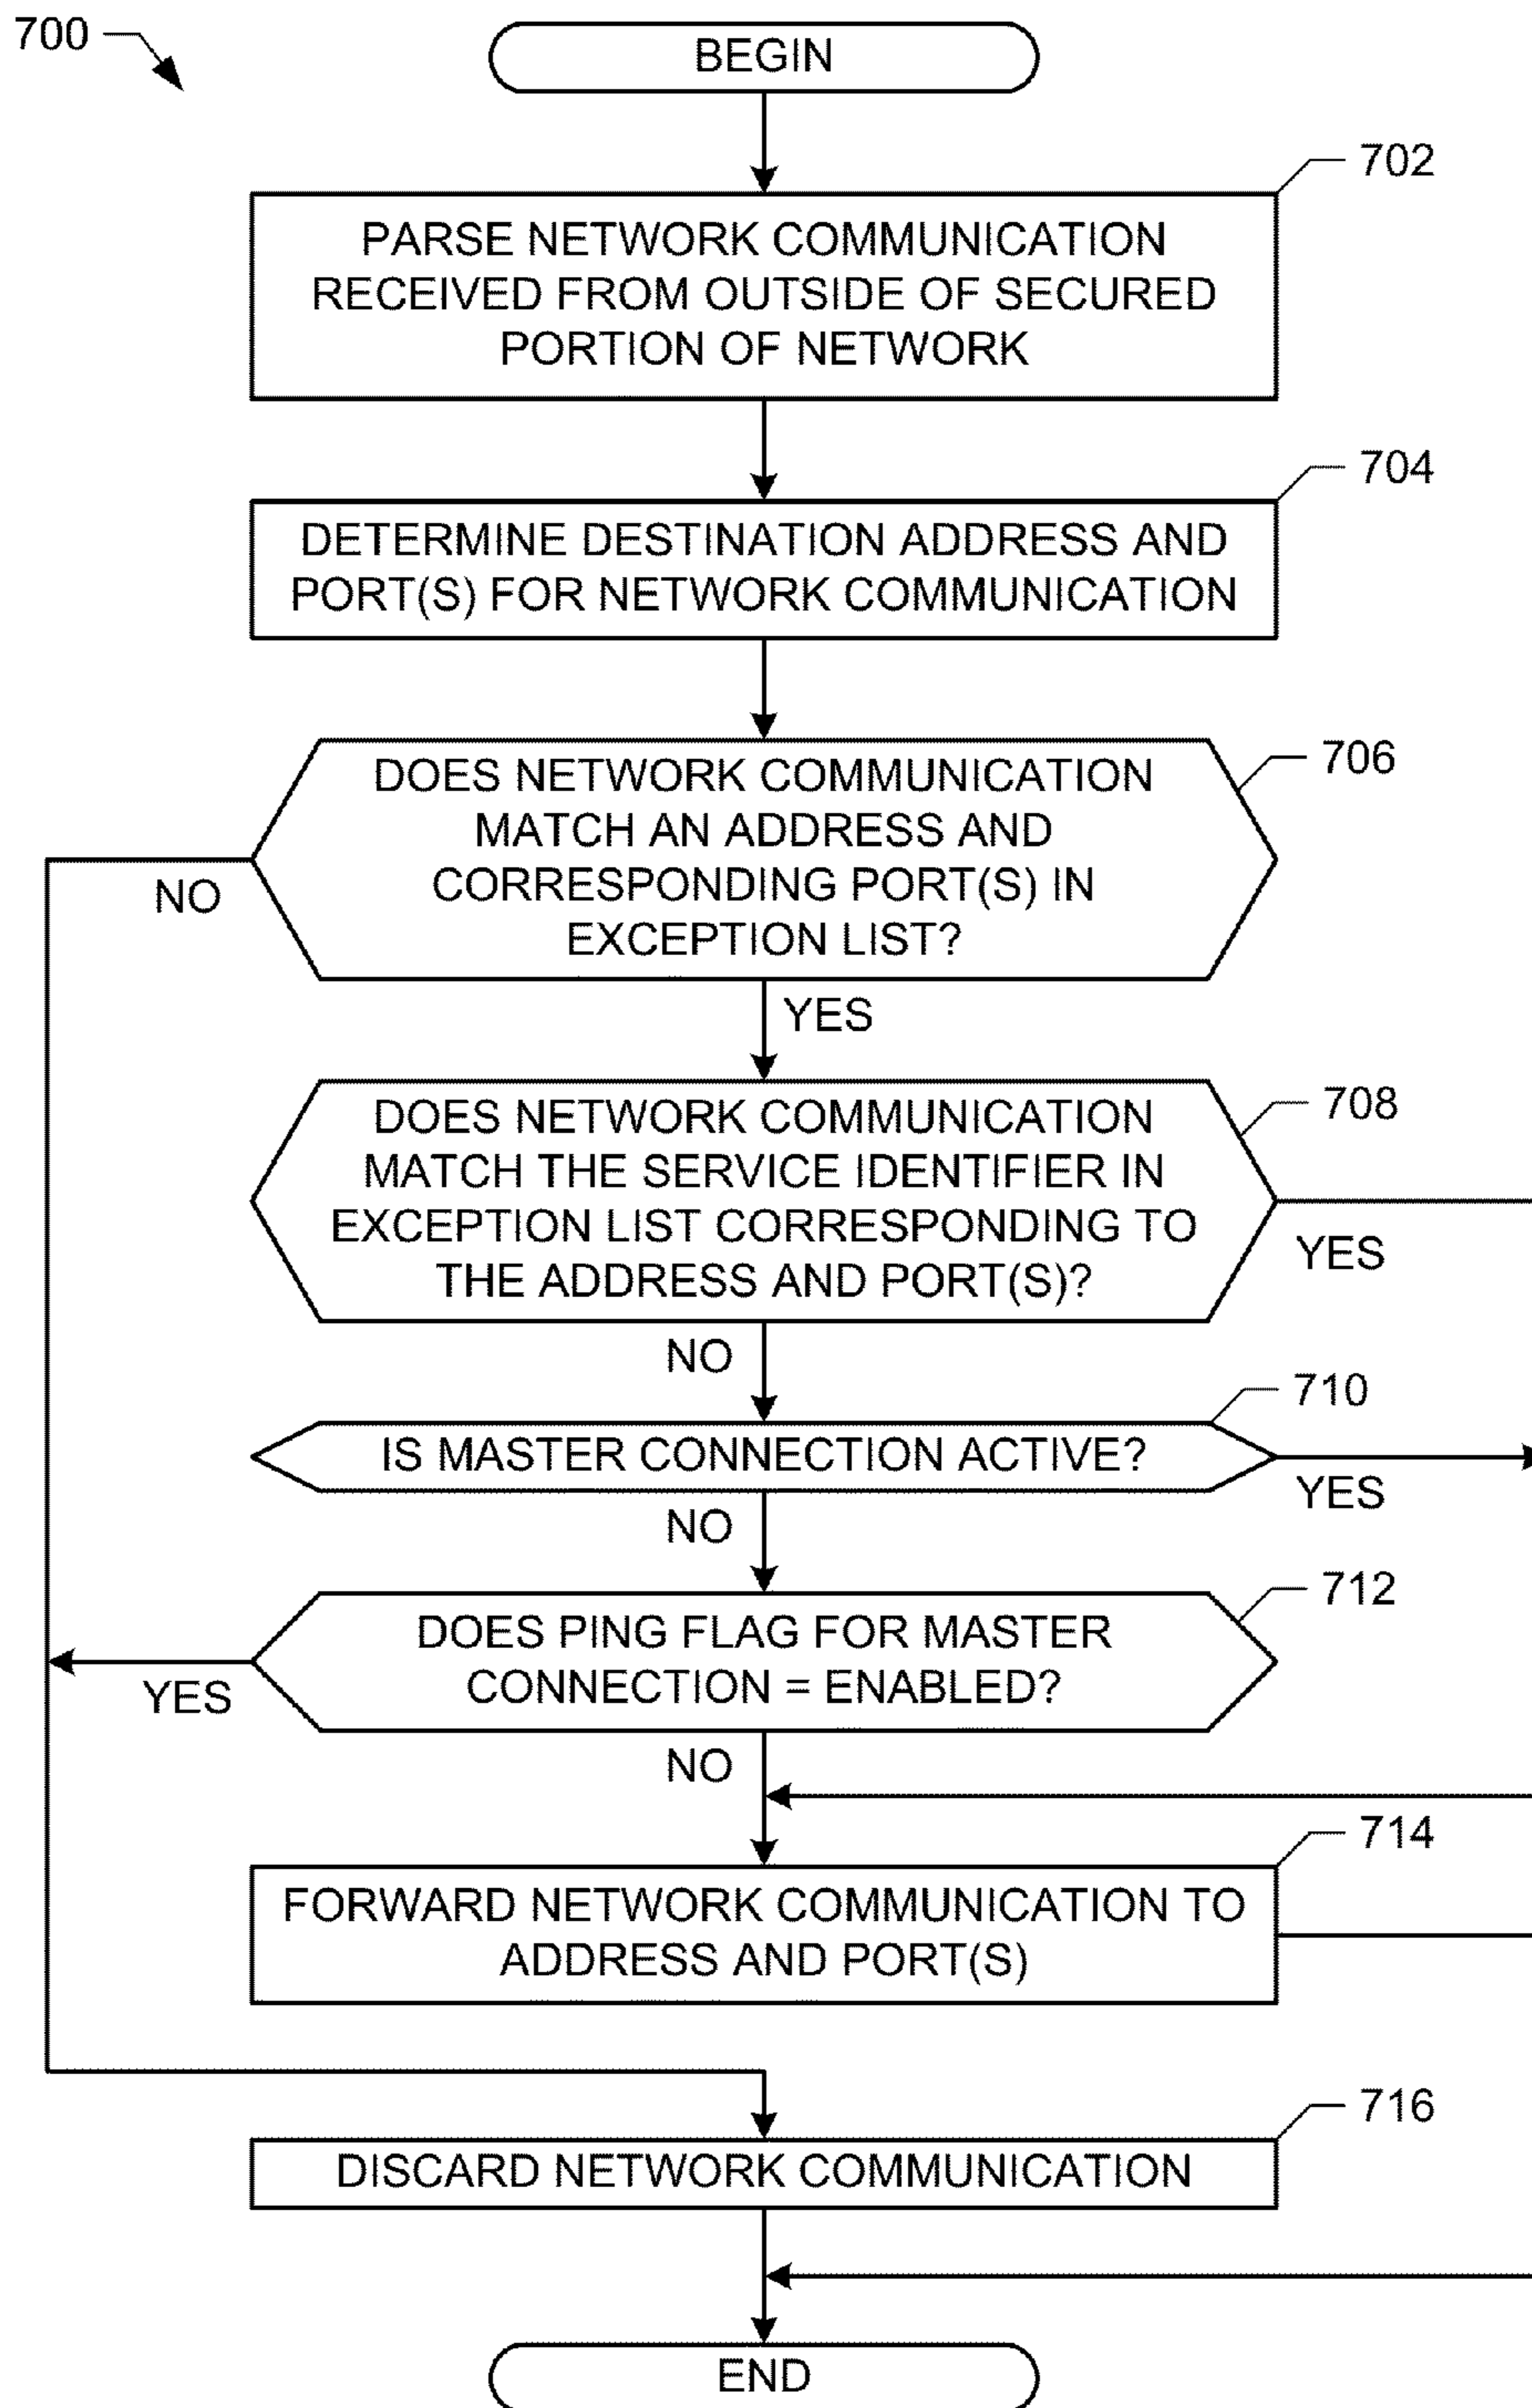 700
BEGIN
702
PARSE NETWORK COMMUNICATION
RECEIVED FROM OUTSIDE OF SECURED
PORTION OF NETWORK
704
DETERMINE DESTINATION ADDRESS AND
PORT(S) FOR NETWORK COMMUNICATION
706
DOES NETWORK COMMUNICATION
MATCH AN ADDRESS AND
CORRESPONDING PORT(S) IN
EXCEPTION LIST?
NO
YES
708
DOES NETWORK COMMUNICATION
MATCH THE SERVICE IDENTIFIER IN
EXCEPTION LIST CORRESPONDING TO
THE ADDRESS AND PORT(S)?
YES
NO
710
IS MASTER CONNECTION ACTIVE?
YES
NO
712
DOES PING FLAG FOR MASTER
CONNECTION = ENABLED?
YES
NO
714
FORWARD NETWORK COMMUNICATION TO
ADDRESS AND PORT(S)
716
DISCARD NETWORK COMMUNICATION
END